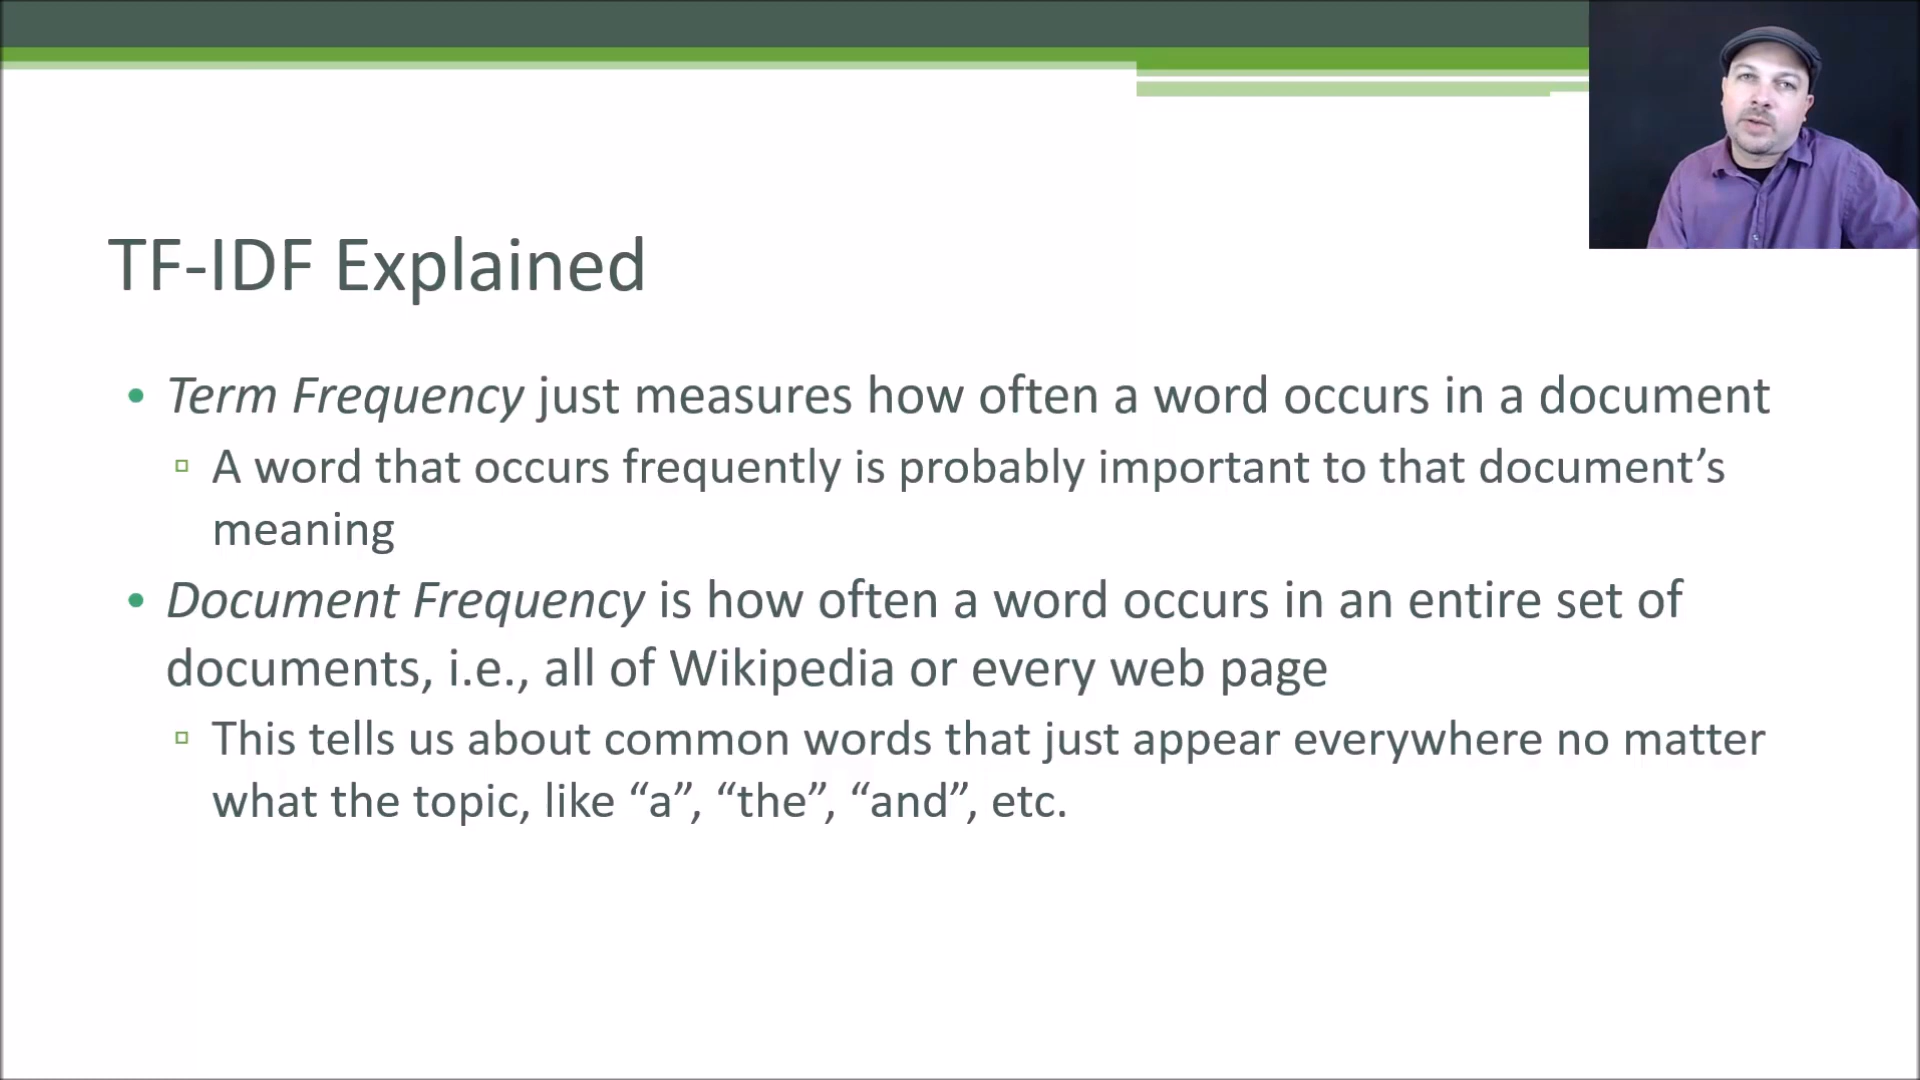 TF-IDF Explained
• Term Frequency just measures how often a word occurs in a document
▫ A word that occurs frequently is probably important to that document’s
meaning
• Document Frequency is how often a word occurs in an entire set of
documents, i.e., all of Wikipedia or every web page
▫ This tells us about common words that just appear everywhere no matter
what the topic, like “a”, “the”, “and”, etc.